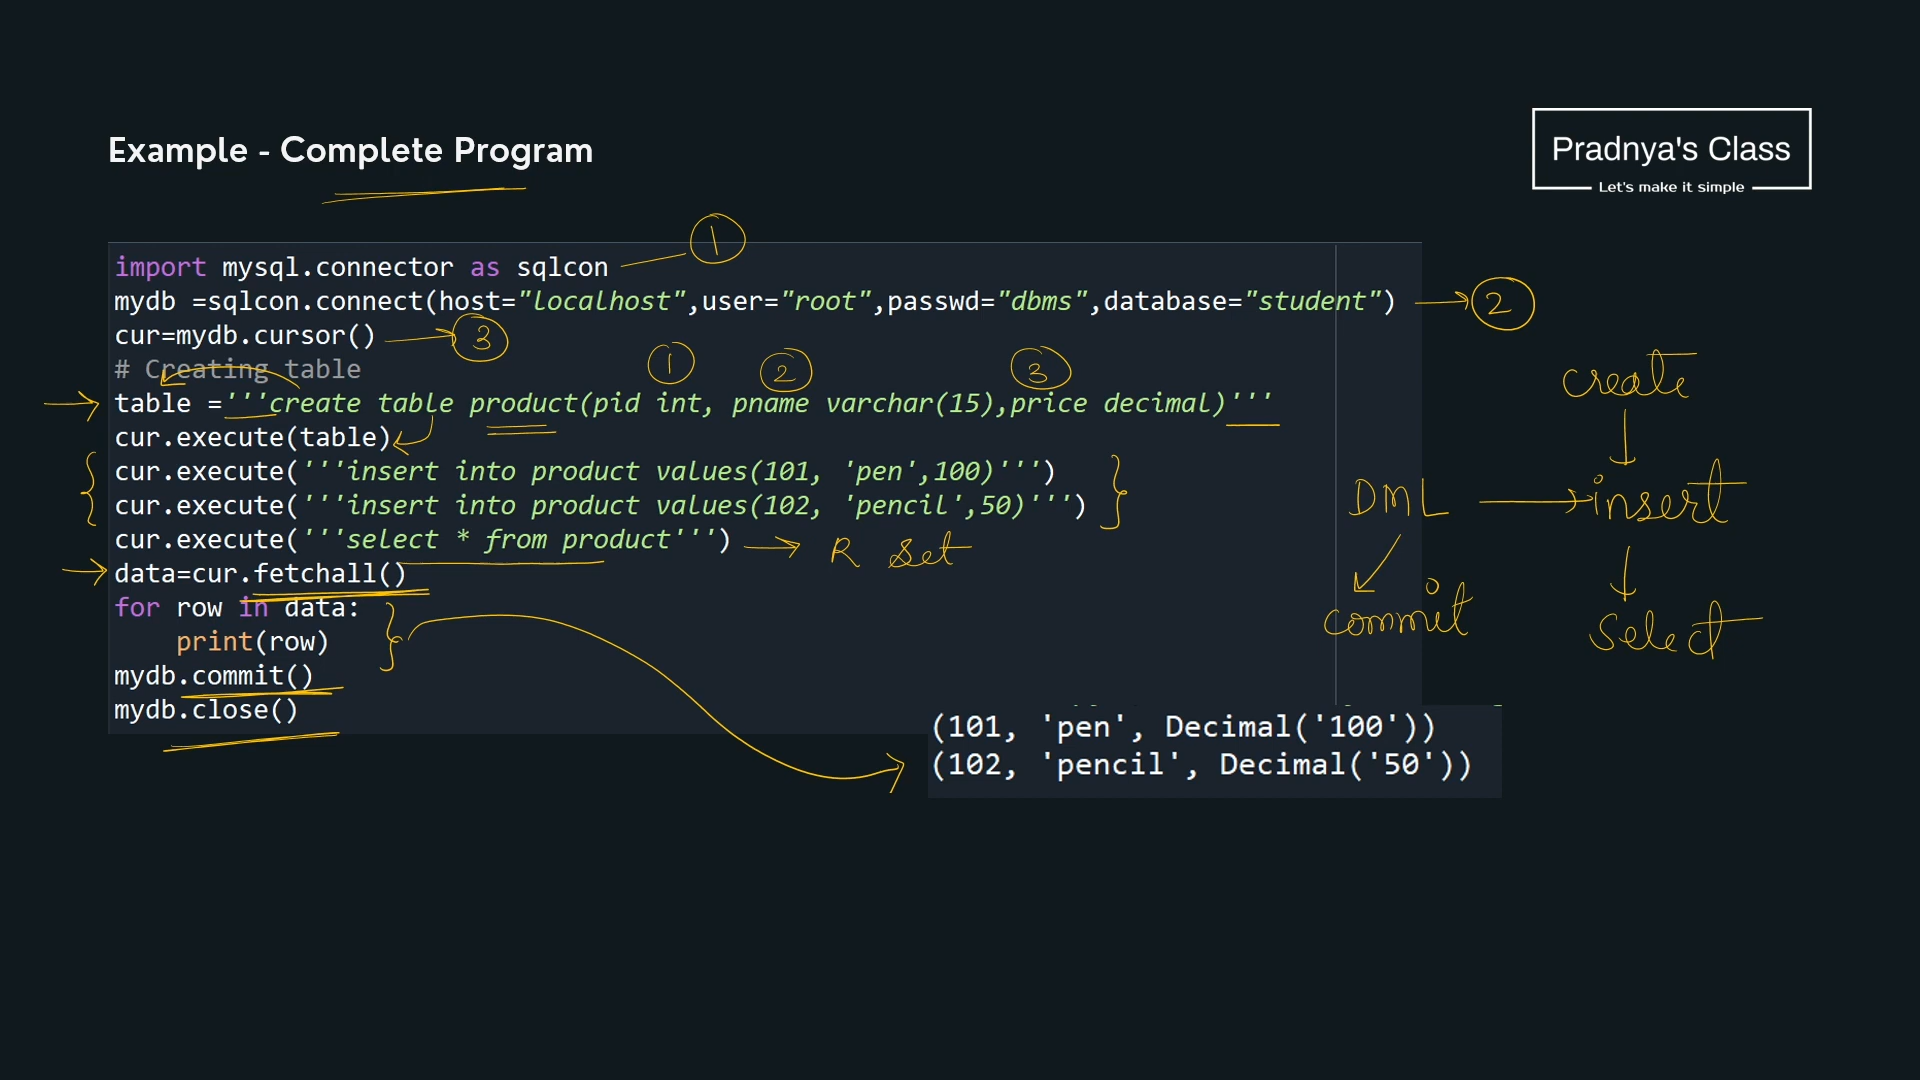 Example - Complete Program
Pradnya's Class
Let's make it simple
1
import mysql.connector as sqlcon
mydb =sqlcon.connect(host="localhost",user="root",passwd="dbms",database="student")
2
cur=mydb.cursor()
3
# Creating table
1 2 3
table ='''create table product(pid int, pname varchar(15),price decimal)'''
cur.execute(table)
cur.execute('''insert into product values(101, 'pen',100)''')
cur.execute('''insert into product values(102, 'pencil',50)''')
cur.execute('''select * from product''')
R Set
data=cur.fetchall()
for row in data:
    print(row)
mydb.commit()
mydb.close()
create
DML
insert
commit
select
(101, 'pen', Decimal('100'))
(102, 'pencil', Decimal('50'))